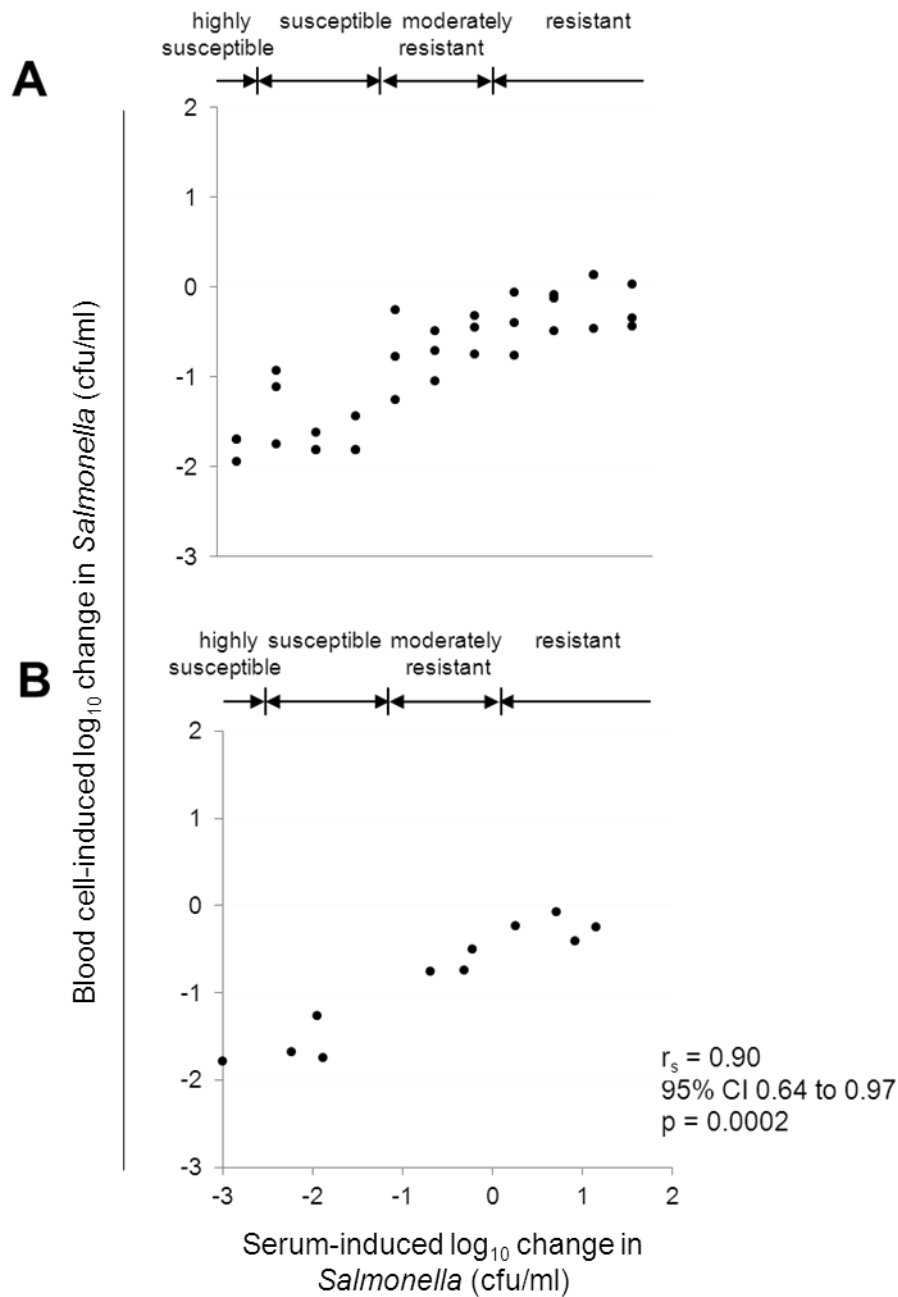 highly susceptible moderately resistant
susceptible resistant
A
2
1
0
-1
-2
-3
Blood cell-induced log₁₀ change in Salmonella (cfu/ml)
highly susceptible moderately resistant
susceptible resistant
B
2
1
0
-1
-2
-3
rₛ = 0.90
95% CI 0.64 to 0.97
p = 0.0002
-3 -2 -1 0 1 2
Serum-induced log₁₀ change in
Salmonella (cfu/ml)